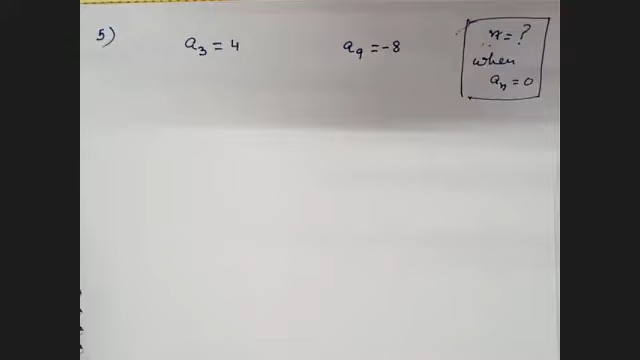 5) a₃ = 4 a₉ = -8
n = ?
when
aₙ = 0